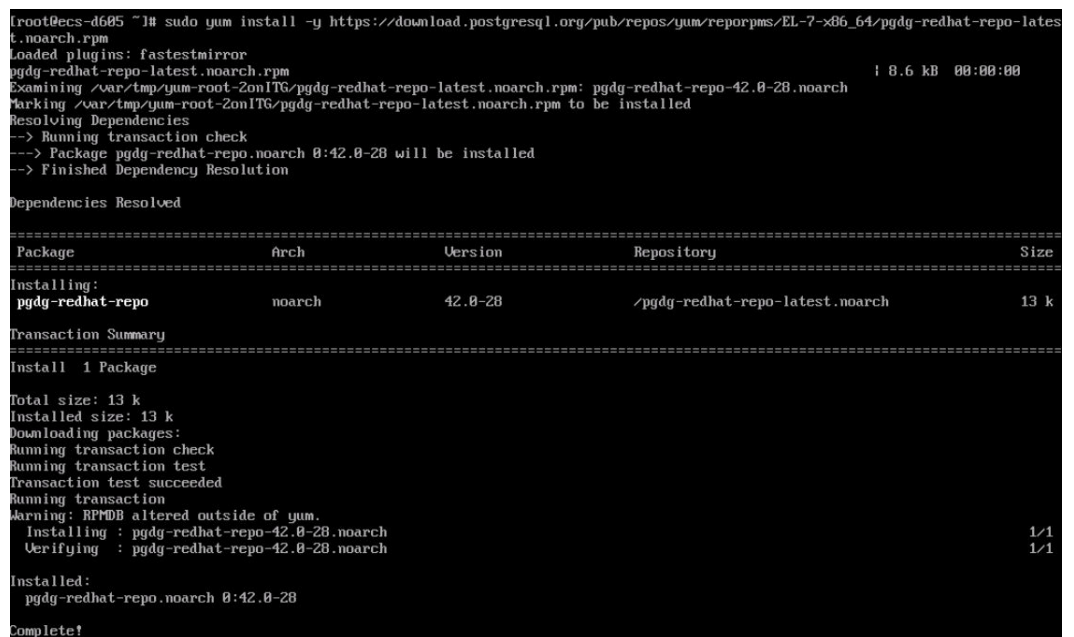 [root@ecs-d605 ~]# sudo yum install -y https://download.postgresql.org/pub/repos/yum/reporpms/EL-7-x86_64/pgdg-redhat-repo-lates
t.noarch.rpm
Loaded plugins: fastestmirror
pgdg-redhat-repo-latest.noarch.rpm | 8.6 kB 00:00:00
Examining /var/tmp/yum-root-2onITG/pgdg-redhat-repo-latest.noarch.rpm: pgdg-redhat-repo-42.0-28.noarch
Marking /var/tmp/yum-root-2onITG/pgdg-redhat-repo-latest.noarch.rpm to be installed
Resolving Dependencies
--> Running transaction check
---> Package pgdg-redhat-repo.noarch 0:42.0-28 will be installed
--> Finished Dependency Resolution
Dependencies Resolved
================================================================================
Package Arch Version Repository Size
================================================================================
Installing:
pgdg-redhat-repo noarch 42.0-28 /pgdg-redhat-repo-latest.noarch 13 k
Transaction Summary
================================================================================
Install 1 Package
Total size: 13 k
Installed size: 13 k
Downloading packages:
Running transaction check
Running transaction test
Transaction test succeeded
Running transaction
Warning: RPMDB altered outside of yum.
Installing : pgdg-redhat-repo-42.0-28.noarch 1/1
Verifying : pgdg-redhat-repo-42.0-28.noarch 1/1
Installed:
pgdg-redhat-repo.noarch 0:42.0-28
Complete!